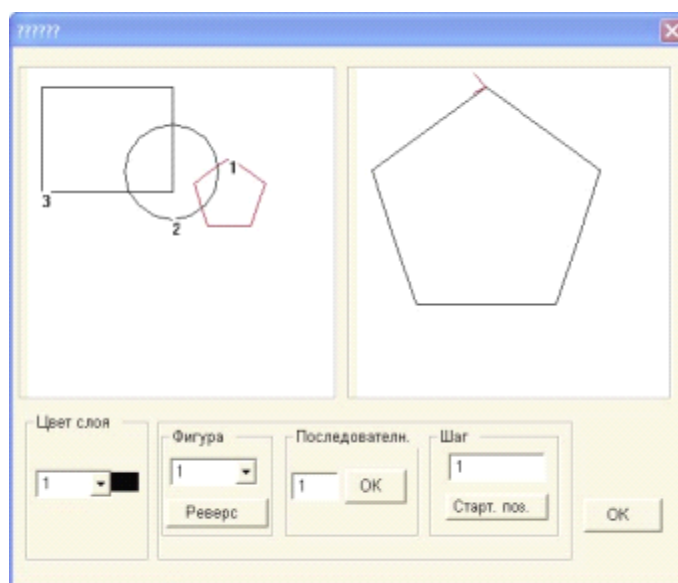 ??????
1
3
2
Цвет слоя
Фигура
Последователн.
Шаг
1
1
1
OK
1
Реверс
Старт. поз.
OK